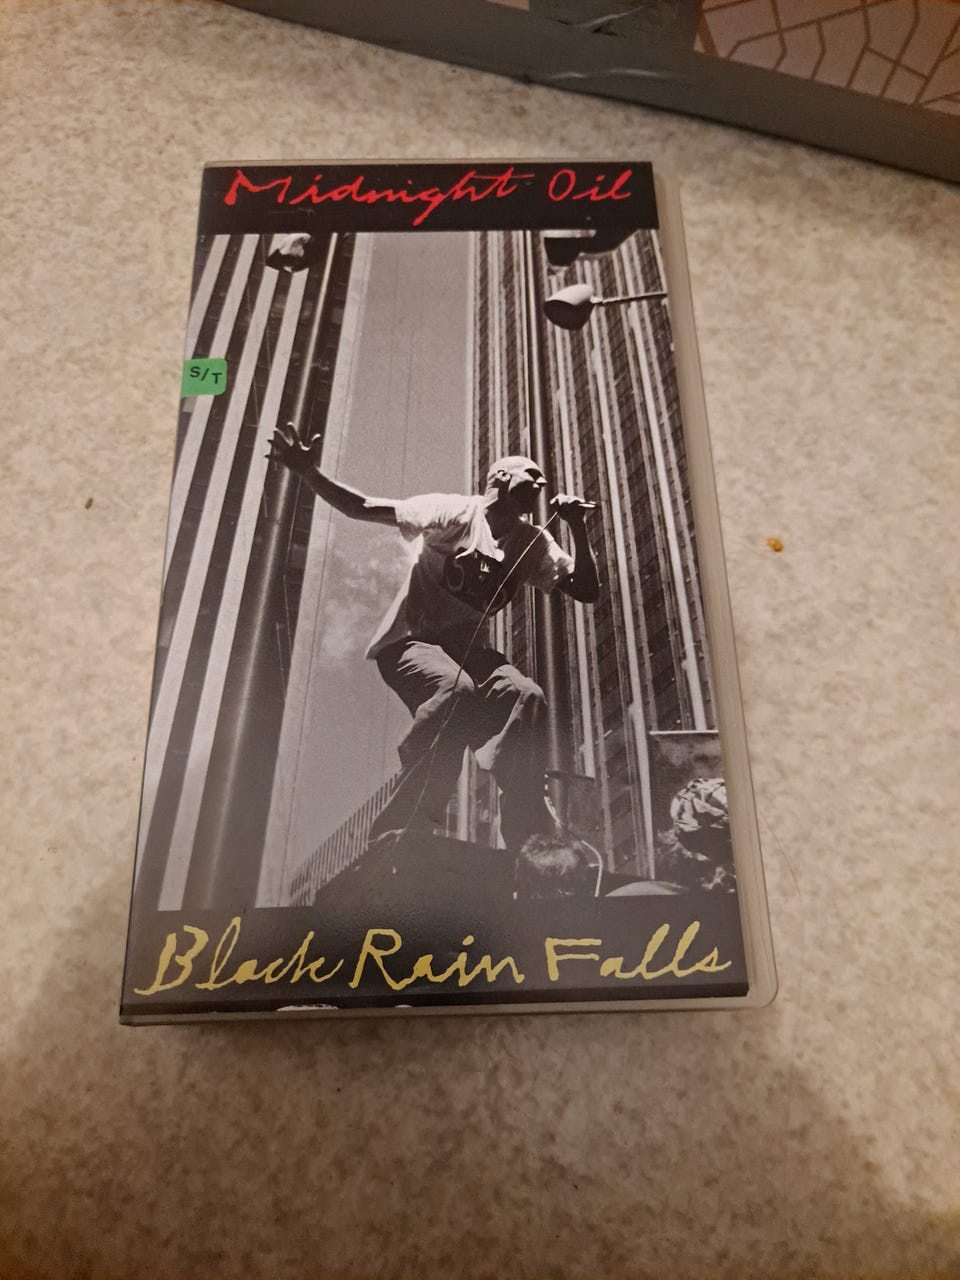 Midnight Oil
S/T
Black Rain Falls